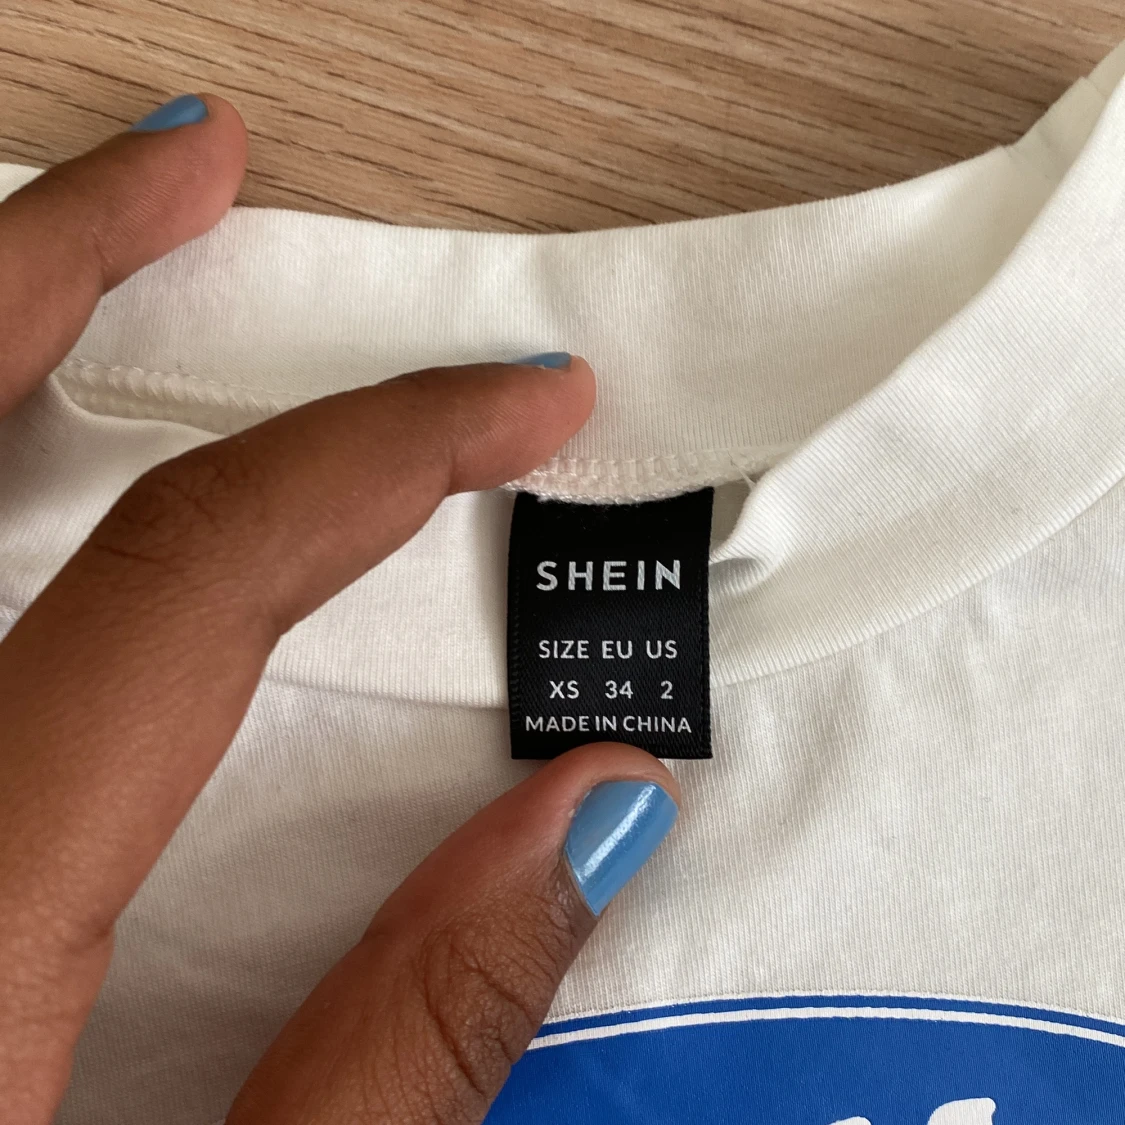 SHEIN
SIZE EU US
XS 34 2
MADE IN CHINA